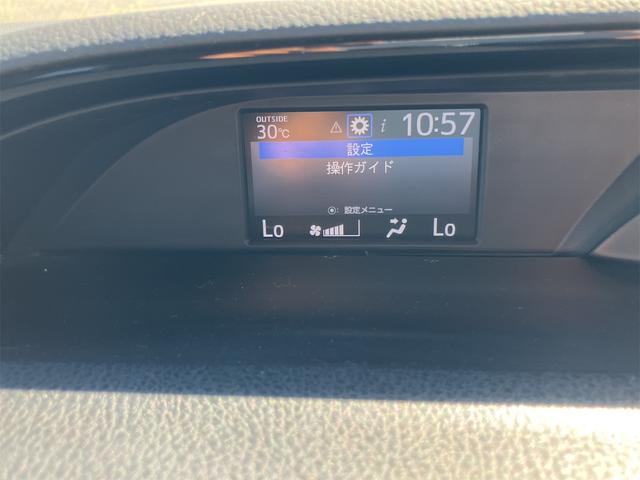 OUTSIDE
30℃ i 10:57
設定
操作ガイド
◉: 設定メニュー
Lo Lo